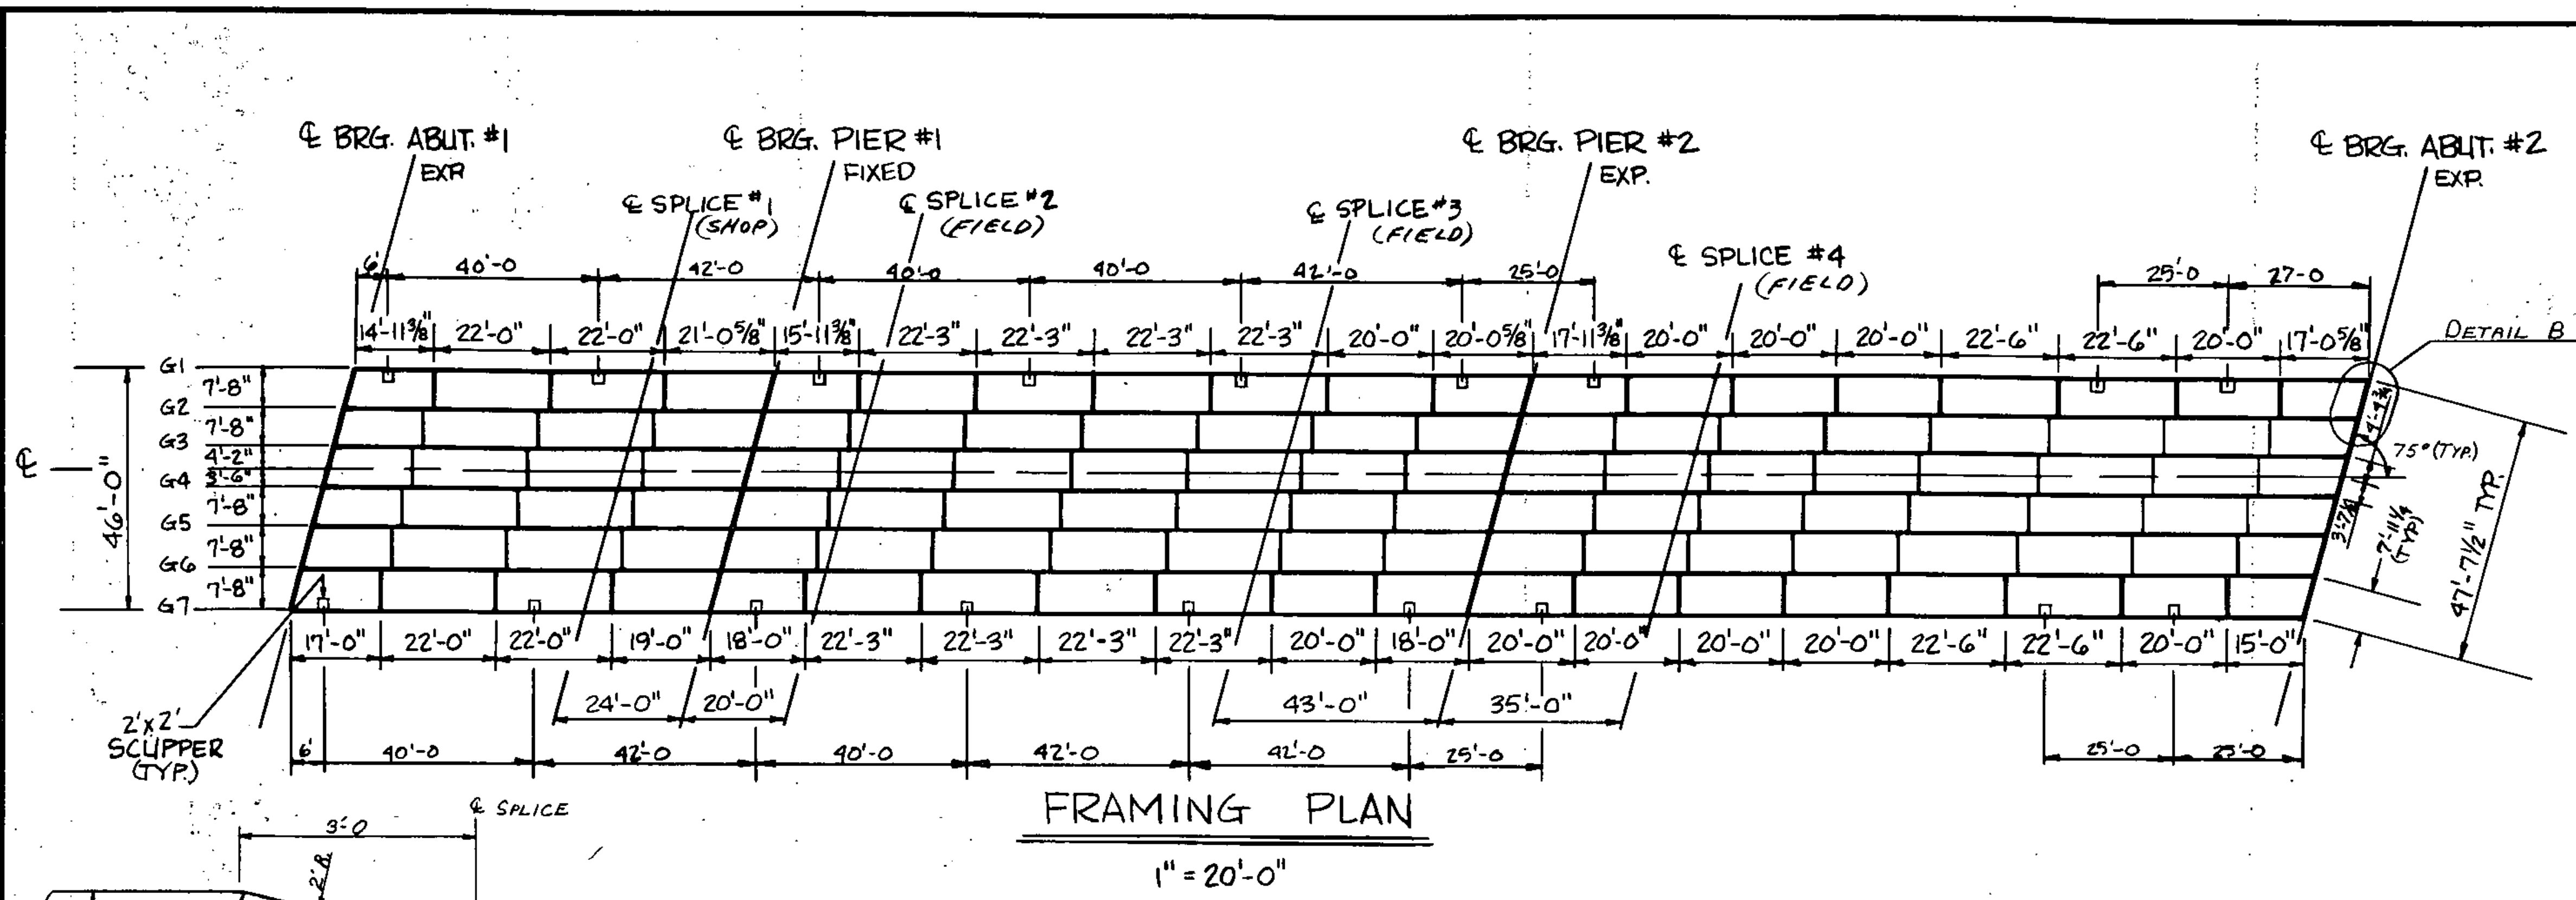 ℄ BRG. ABUT. #1
EXP.
℄ BRG. PIER #1
FIXED
℄ BRG. PIER #2
EXP.
℄ BRG. ABUT. #2
EXP.
℄ SPLICE #1
(SHOP)
℄ SPLICE #2
(FIELD)
℄ SPLICE #3
(FIELD)
℄ SPLICE #4
(FIELD)
6' 40'-0 42'-0 40'-0 40'-0 42'-0 25'-0 25'-0 27-0
14'-11⅜" 22'-0" 22'-0" 21'-0⅝" 15'-11⅜" 22'-3" 22'-3" 22'-3" 22'-3" 20'-0" 20'-0⅝" 17'-11⅜" 20'-0" 20'-0" 20'-0" 22'-6" 22'-6" 20'-0" 17'-0⅝"
DETAIL B
G1
7'-8"
G2
7'-8"
G3
4'-2"
℄
G4 3'-6"
7'-8"
G5
7'-8"
G6
7'-8"
G7
46'-0"
4'-4¾
75° (TYP.)
3'-7½
7'-11¼
(TYP)
47'-7½" TYP.
17'-0" 22'-0" 22'-0" 19'-0" 18'-0" 22'-3" 22'-3" 22'-3" 22'-3" 20'-0" 18'-0" 20'-0" 20'-0" 20'-0" 20'-0" 22'-6" 22'-6" 20'-0" 15'-0"
24'-0" 20'-0" 43'-0" 35'-0"
2'x2'
SCUPPER
(TYP.)
6' 40'-0 42'-0 40'-0 42'-0 42'-0 25'-0 25'-0 25'-0
FRAMING PLAN
1" = 20'-0"
℄ SPLICE
3'-0
2' R.